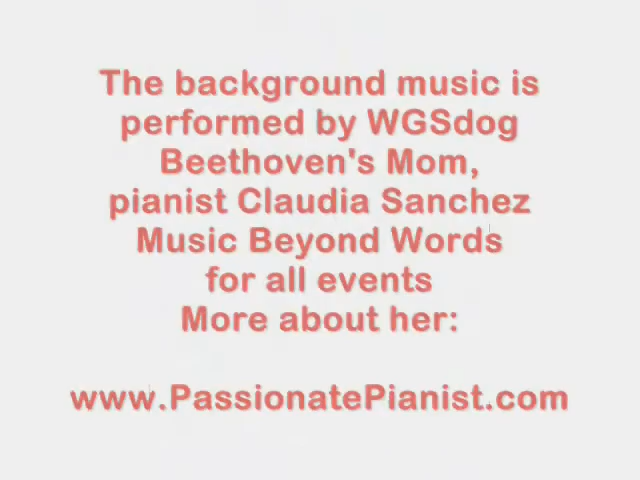 The background music is
performed by WGSdog
Beethoven's Mom,
pianist Claudia Sanchez
Music Beyond Words
for all events
More about her:
www.PassionatePianist.com